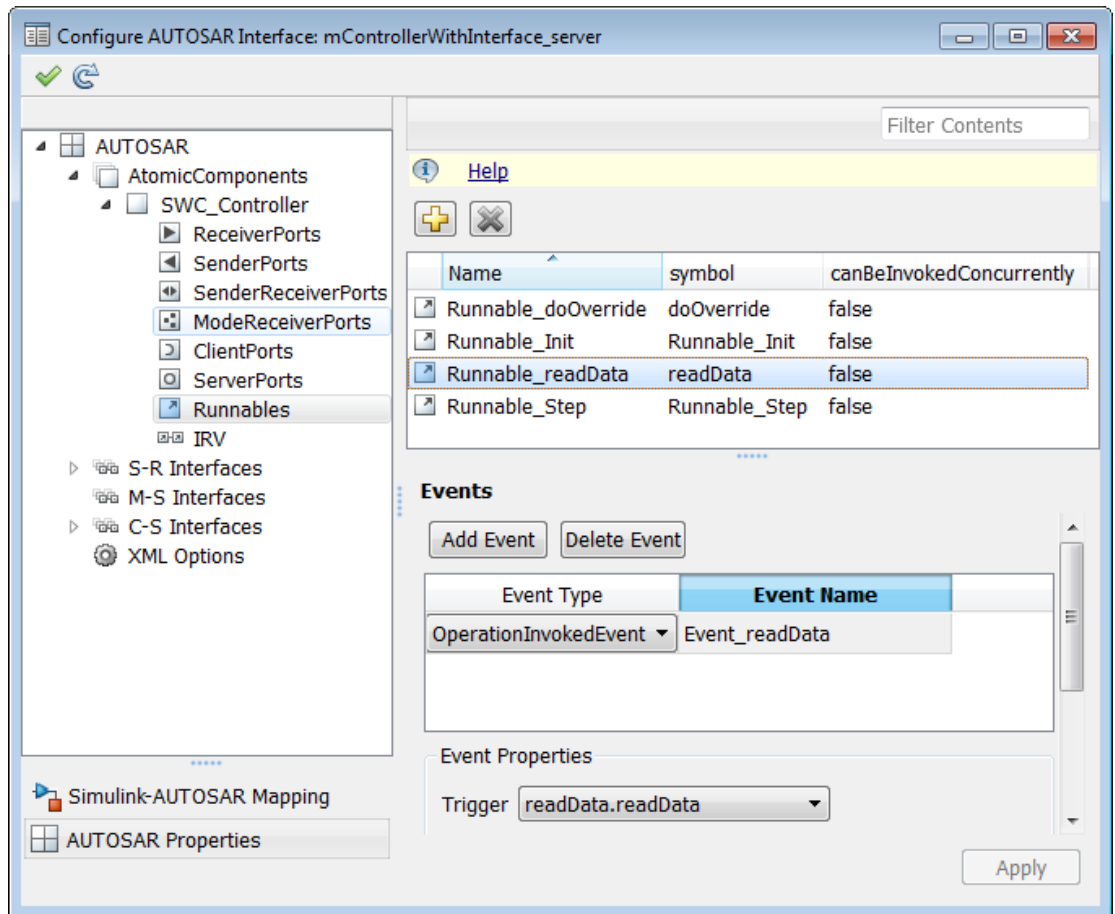 Configure AUTOSAR Interface: mControllerWithInterface_server
Filter Contents
AUTOSAR
AtomicComponents
SWC_Controller
ReceiverPorts
SenderPorts
SenderReceiverPorts
ModeReceiverPorts
ClientPorts
ServerPorts
Runnables
IRV
S-R Interfaces
M-S Interfaces
C-S Interfaces
XML Options
Simulink-AUTOSAR Mapping
AUTOSAR Properties
Help
Name symbol canBeInvokedConcurrently
Runnable_doOverride doOverride false
Runnable_Init Runnable_Init false
Runnable_readData readData false
Runnable_Step Runnable_Step false
Events
Add Event Delete Event
Event Type Event Name
OperationInvokedEvent Event_readData
Event Properties
Trigger readData.readData
Apply